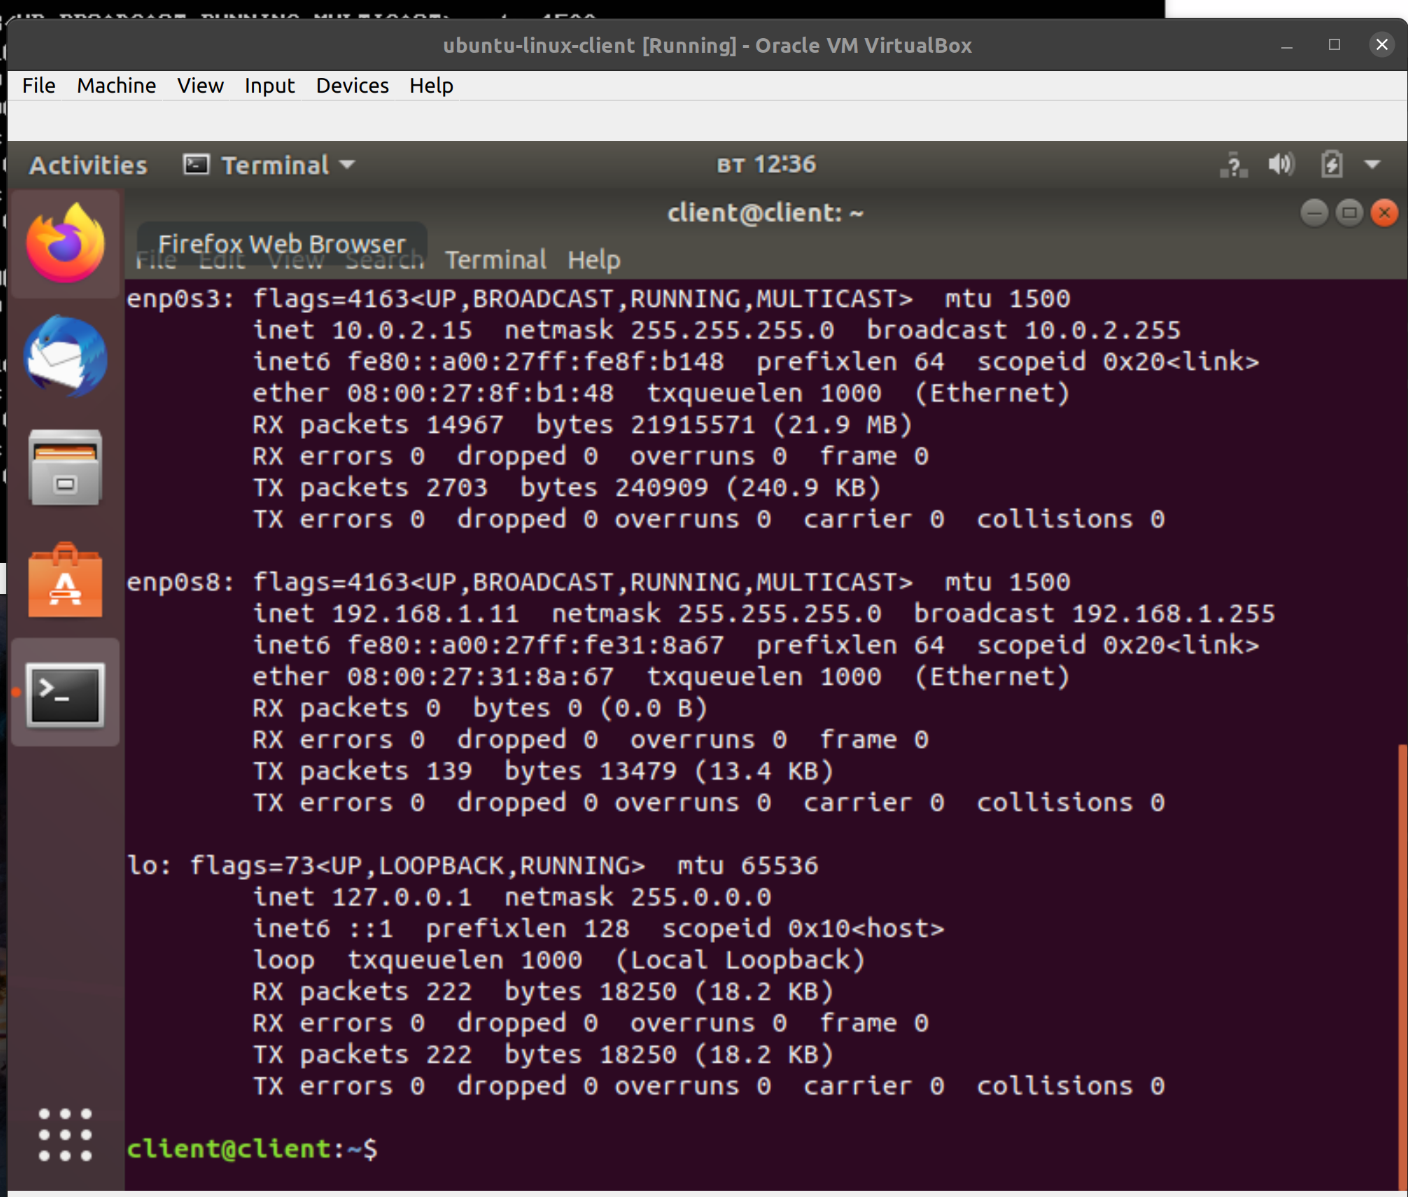 ubuntu-linux-client [Running] - Oracle VM VirtualBox
File Machine View Input Devices Help
Activities Terminal вт 12:36
client@client: ~
Firefox Web Browser
File Edit View Search Terminal Help
enp0s3: flags=4163<UP,BROADCAST,RUNNING,MULTICAST>  mtu 1500
        inet 10.0.2.15  netmask 255.255.255.0  broadcast 10.0.2.255
        inet6 fe80::a00:27ff:fe8f:b148  prefixlen 64  scopeid 0x20<link>
        ether 08:00:27:8f:b1:48  txqueuelen 1000  (Ethernet)
        RX packets 14967  bytes 21915571 (21.9 MB)
        RX errors 0  dropped 0  overruns 0  frame 0
        TX packets 2703  bytes 240909 (240.9 KB)
        TX errors 0  dropped 0 overruns 0  carrier 0  collisions 0
enp0s8: flags=4163<UP,BROADCAST,RUNNING,MULTICAST>  mtu 1500
        inet 192.168.1.11  netmask 255.255.255.0  broadcast 192.168.1.255
        inet6 fe80::a00:27ff:fe31:8a67  prefixlen 64  scopeid 0x20<link>
        ether 08:00:27:31:8a:67  txqueuelen 1000  (Ethernet)
        RX packets 0  bytes 0 (0.0 B)
        RX errors 0  dropped 0  overruns 0  frame 0
        TX packets 139  bytes 13479 (13.4 KB)
        TX errors 0  dropped 0 overruns 0  carrier 0  collisions 0
lo: flags=73<UP,LOOPBACK,RUNNING>  mtu 65536
        inet 127.0.0.1  netmask 255.0.0.0
        inet6 ::1  prefixlen 128  scopeid 0x10<host>
        loop  txqueuelen 1000  (Local Loopback)
        RX packets 222  bytes 18250 (18.2 KB)
        RX errors 0  dropped 0  overruns 0  frame 0
        TX packets 222  bytes 18250 (18.2 KB)
        TX errors 0  dropped 0 overruns 0  carrier 0  collisions 0
client@client:~$